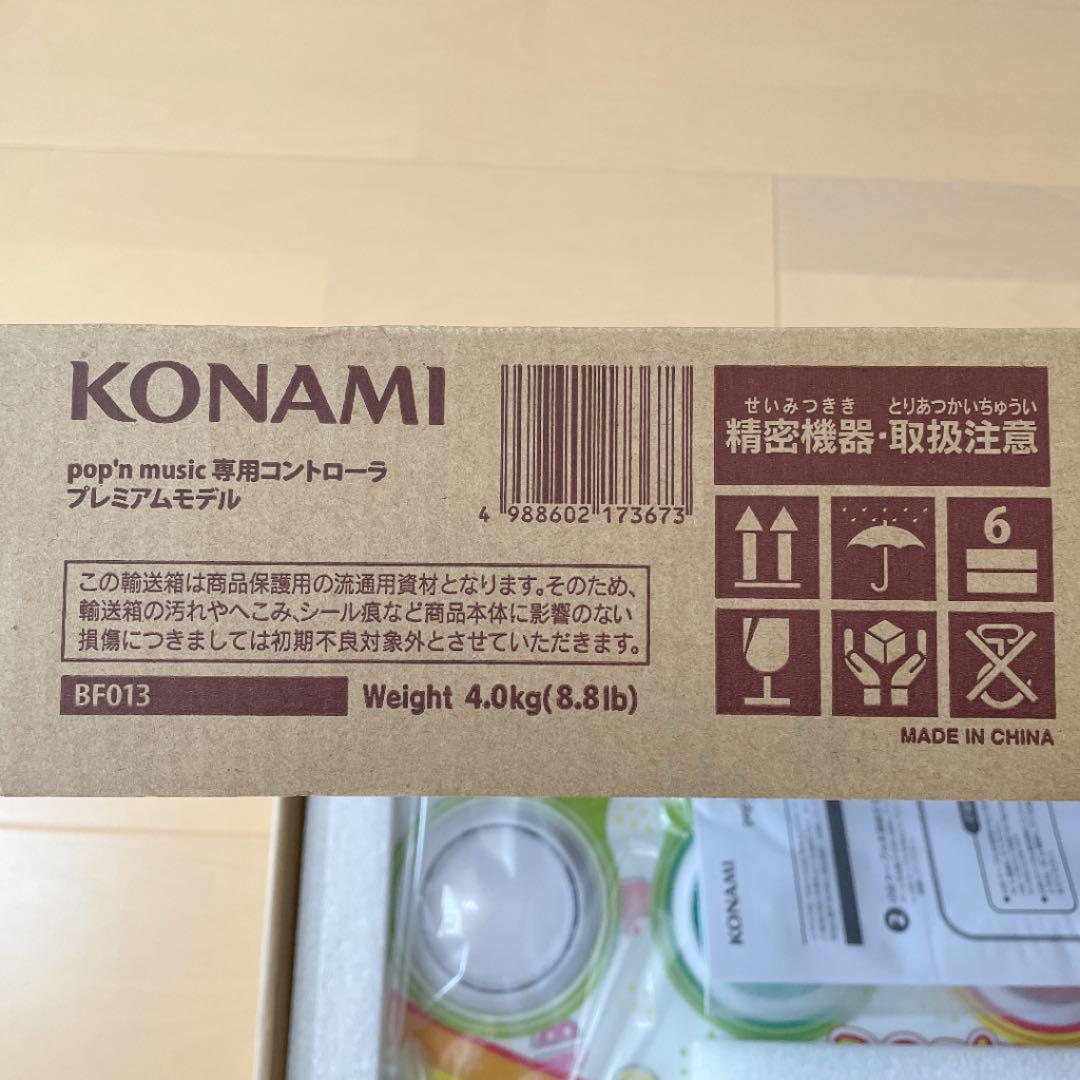 KONAMI
pop'n music 専用コントローラ
プレミアムモデル
4 988602 173673
せいみつきき とりあつかいちゅうい
精密機器・取扱注意
6
この輸送箱は商品保護用の流通用資材となります。そのため、
輸送箱の汚れやへこみ、シール痕など商品本体に影響のない
損傷につきましては初期不良対象外とさせていただきます。
BF013
Weight 4.0kg(8.8lb)
MADE IN CHINA
KONAMI